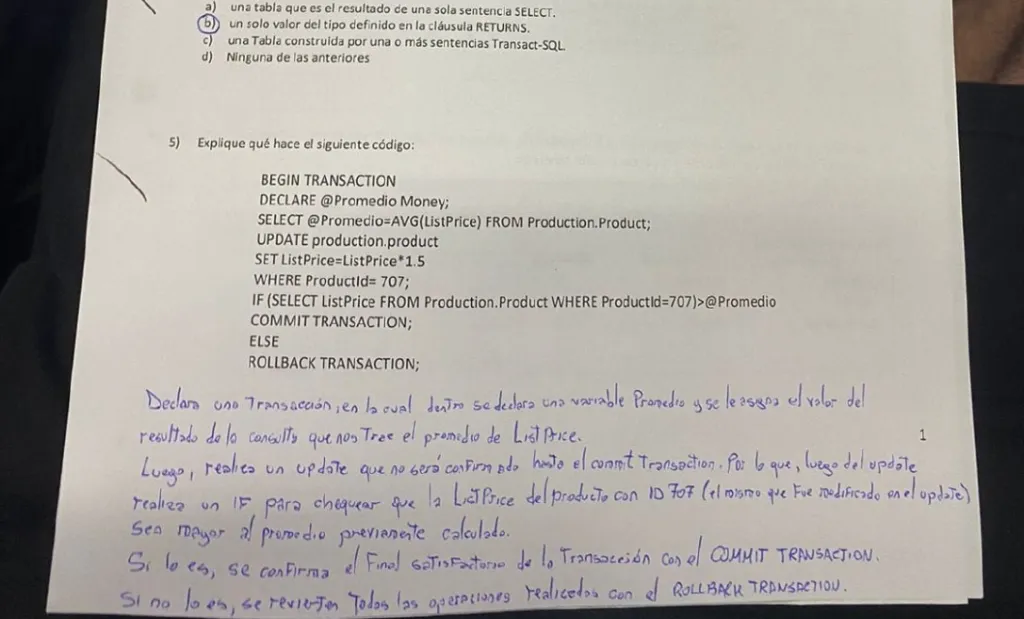 a) una tabla que es el resultado de una sola sentencia SELECT.
b) un solo valor del tipo definido en la cláusula RETURNS.
c) una Tabla construida por una o más sentencias Transact-SQL.
d) Ninguna de las anteriores
5) Explique qué hace el siguiente código:
BEGIN TRANSACTION
DECLARE @Promedio Money;
SELECT @Promedio=AVG(ListPrice) FROM Production.Product;
UPDATE production.product
SET ListPrice=ListPrice*1.5
WHERE ProductId= 707;
IF (SELECT ListPrice FROM Production.Product WHERE ProductId=707)>@Promedio
COMMIT TRANSACTION;
ELSE
ROLLBACK TRANSACTION;
Declara una Transacción, en la cual dentro se declara una variable Promedio y se le asigna el valor del
resultado de la consulta que nos Trae el promedio de List Price.
1
Luego, realiza un update que no será confirmado hasta el commit Transaction. Por lo que, luego del update
realiza un IF para chequear que la ListPrice del producto con ID 707 (el mismo que fue modificado en el update)
Sea mayor al promedio previamente calculado.
Si lo es, se confirma el Final satisfactorio de la Transacción con el COMMIT TRANSACTION.
Si no lo es, se revierten Todas las operaciones realizadas con el ROLLBACK TRANSACTION.